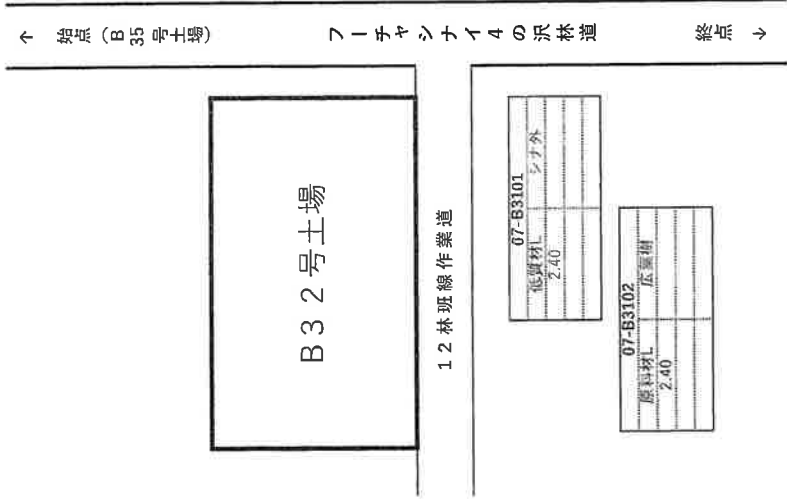 ↑ 始点（B35号土場）
フーチャシナイ4の沢林道
終点 ↓
B32号土場
12林班線作業道
07-B3101
低質材L シナ外
2.40
07-B3102
原料材L 広葉樹
2.40